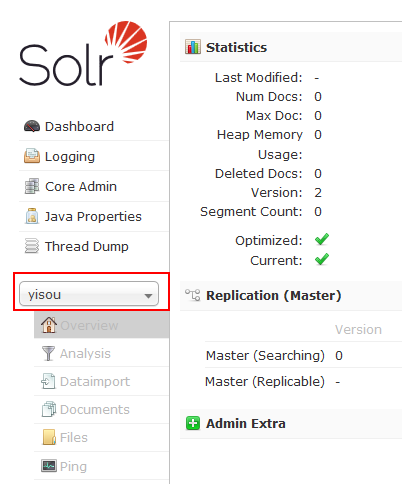 Solr
Dashboard
Logging
Core Admin
Java Properties
Thread Dump
yisou
Overview
Analysis
Dataimport
Documents
Files
Ping
Statistics
Last Modified: -
Num Docs: 0
Max Doc: 0
Heap Memory 0
Usage:
Deleted Docs: 0
Version: 2
Segment Count: 0
Optimized:
Current:
Replication (Master)
Version
Master (Searching) 0
Master (Replicable) -
Admin Extra